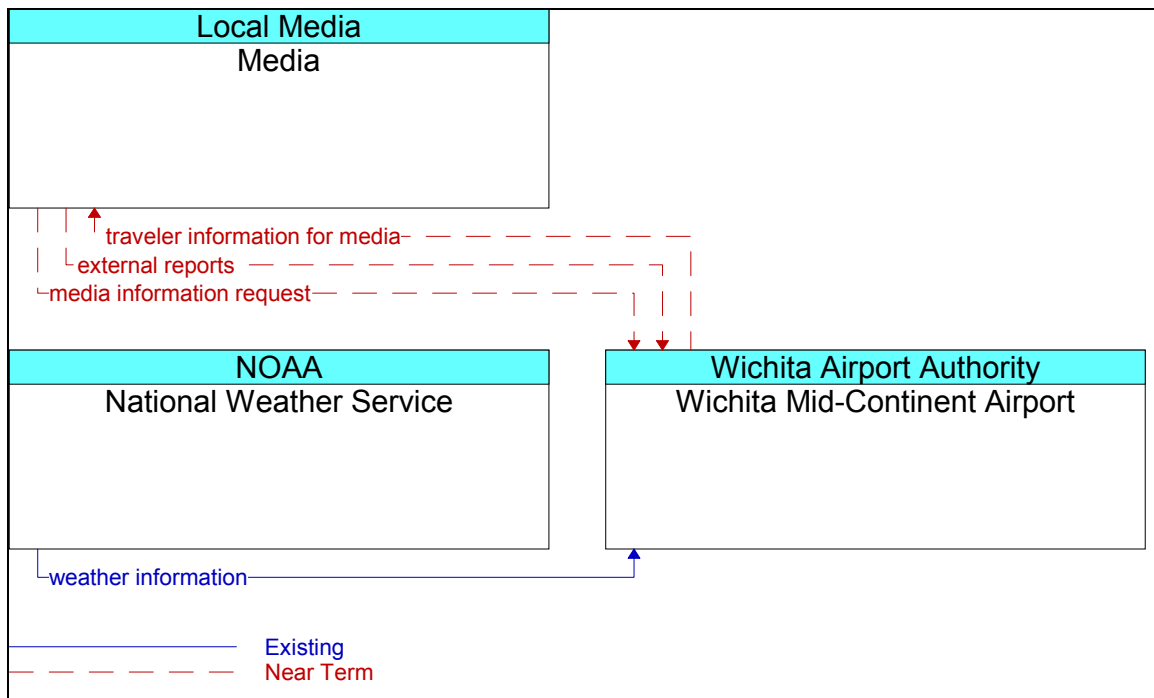 Local Media
Media
traveler information for media
external reports
media information request
NOAA
National Weather Service
Wichita Airport Authority
Wichita Mid-Continent Airport
weather information
Existing
Near Term